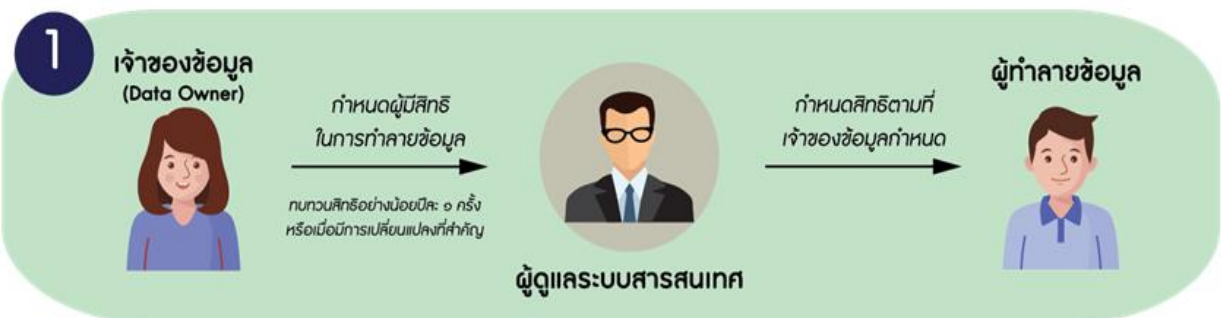 1
เจ้าของข้อมูล
(Data Owner)
กำหนดผู้มีสิทธิ
ในการทำลายข้อมูล
ทบทวนสิทธิอย่างน้อยปีละ ๑ ครั้ง
หรือเมื่อมีการเปลี่ยนแปลงที่สำคัญ
ผู้ดูแลระบบสารสนเทศ
กำหนดสิทธิตามที่
เจ้าของข้อมูลกำหนด
ผู้ทำลายข้อมูล